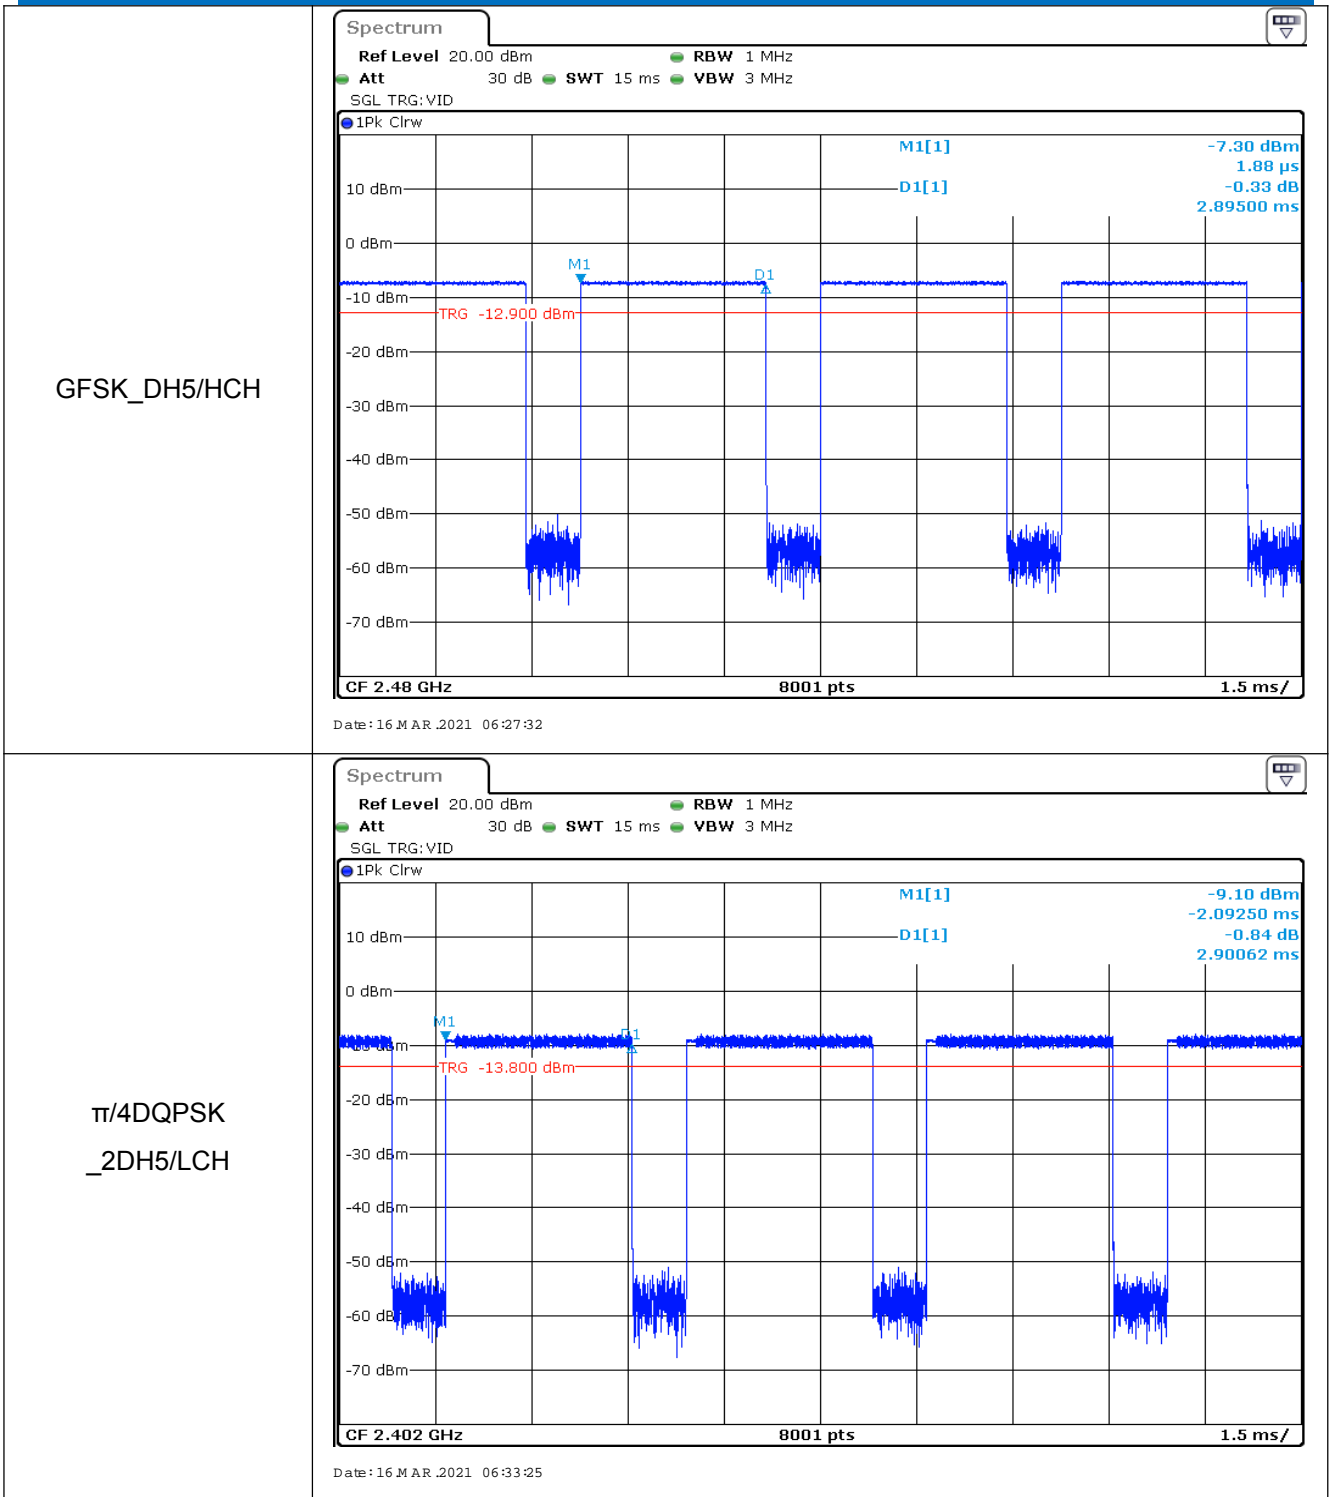 GFSK_DH5/HCH
Spectrum
Ref Level 20.00 dBm RBW 1 MHz
Att 30 dB SWT 15 ms VBW 3 MHz
SGL TRG:VID
1Pk Clrw
M1[1] -7.30 dBm
1.88 µs
10 dBm D1[1] -0.33 dB
2.89500 ms
0 dBm
M1
D1
-10 dBm
TRG -12.900 dBm
-20 dBm
-30 dBm
-40 dBm
-50 dBm
-60 dBm
-70 dBm
CF 2.48 GHz 8001 pts 1.5 ms/
Date:16.MAR.2021 06:27:32
π/4DQPSK
_2DH5/LCH
Spectrum
Ref Level 20.00 dBm RBW 1 MHz
Att 30 dB SWT 15 ms VBW 3 MHz
SGL TRG:VID
1Pk Clrw
M1[1] -9.10 dBm
-2.09250 ms
10 dBm D1[1] -0.84 dB
2.90062 ms
0 dBm
M1
D1
-10 dBm
TRG -13.800 dBm
-20 dBm
-30 dBm
-40 dBm
-50 dBm
-60 dBm
-70 dBm
CF 2.402 GHz 8001 pts 1.5 ms/
Date:16.MAR.2021 06:33:25